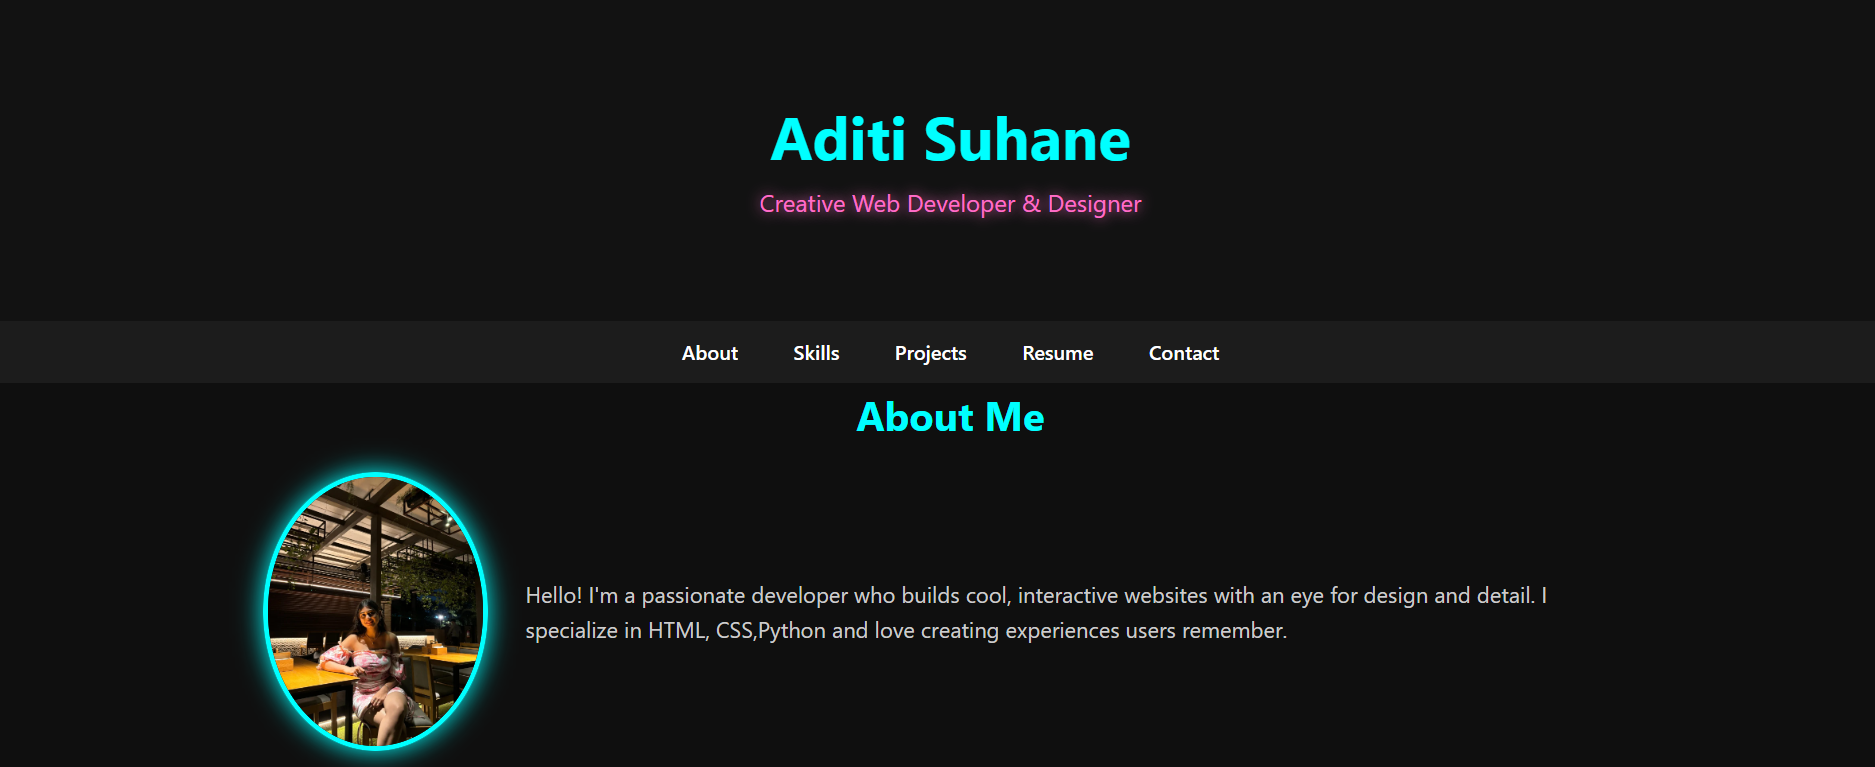 Aditi Suhane
Creative Web Developer & Designer
About Skills Projects Resume Contact
About Me
Hello! I'm a passionate developer who builds cool, interactive websites with an eye for design and detail. I
specialize in HTML, CSS,Python and love creating experiences users remember.